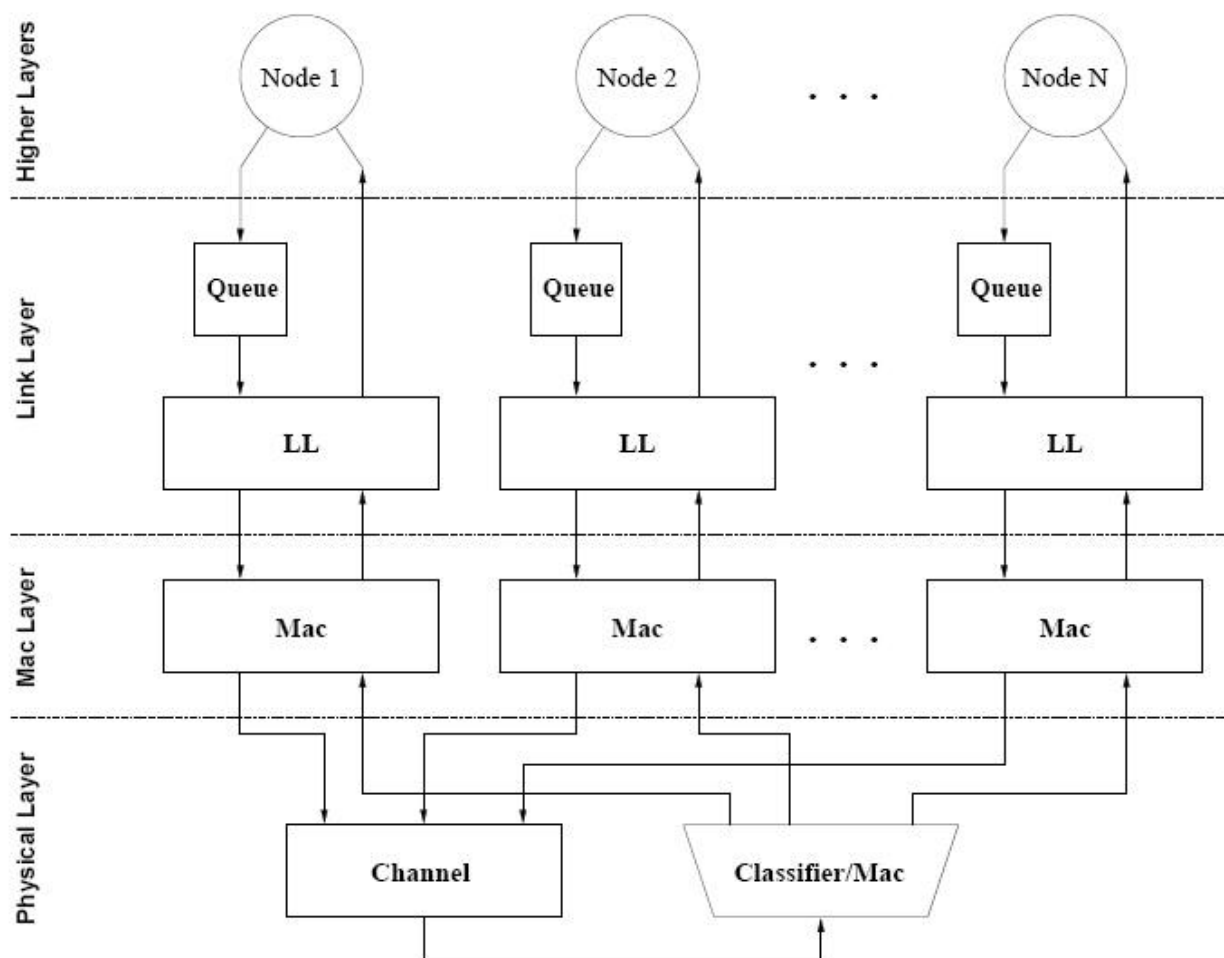 Higher Layers
Node 1
Node 2
. . .
Node N
Link Layer
Queue
Queue
Queue
. . .
LL
LL
LL
Mac Layer
Mac
Mac
. . .
Mac
Physical Layer
Channel
Classifier/Mac